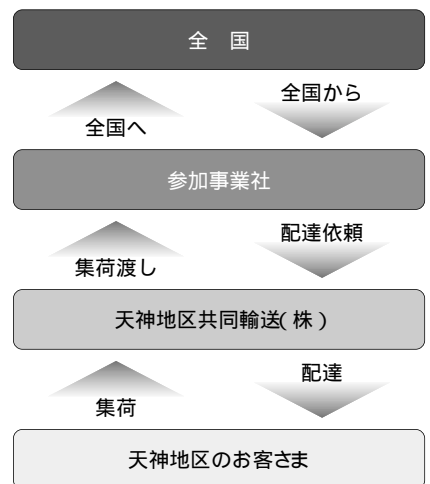 全　国
全国から
全国へ
参加事業社
配達依頼
集荷渡し
天神地区共同輸送(株)
配達
集荷
天神地区のお客さま